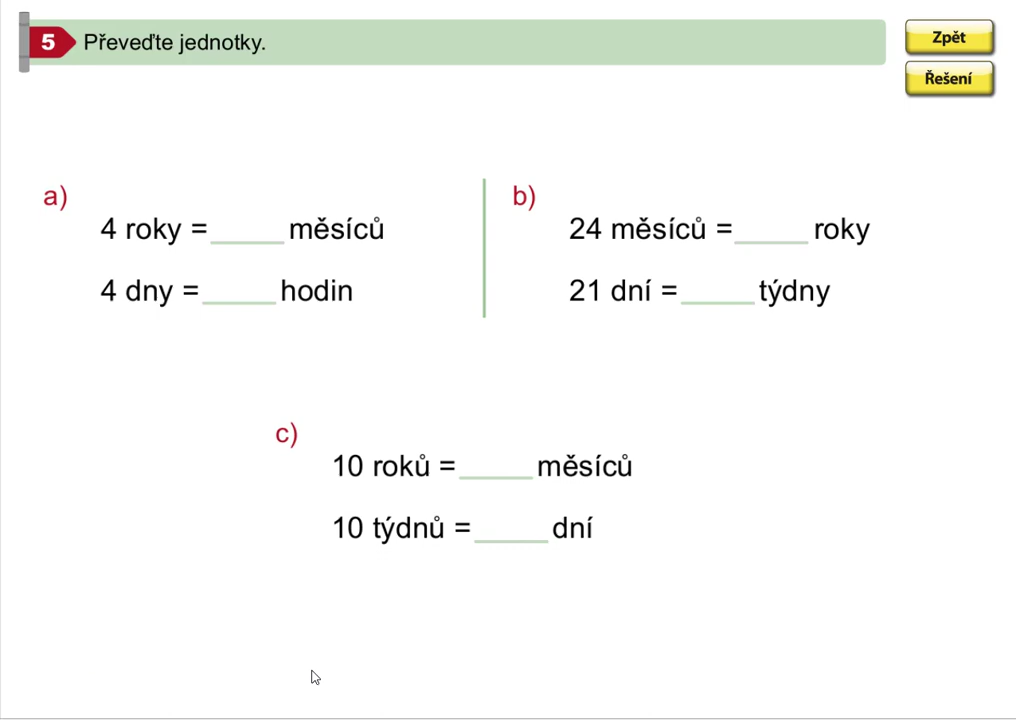 5 Převeďte jednotky.
Zpět
Řešení
a)
4 roky = _____ měsíců
4 dny = _____ hodin
b)
24 měsíců = _____ roky
21 dní = _____ týdny
c)
10 roků = _____ měsíců
10 týdnů = _____ dní